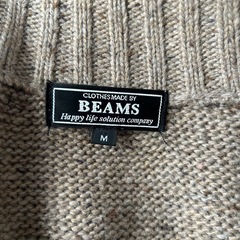 CLOTHES MADE BY
BEAMS
Happy life solution company
M